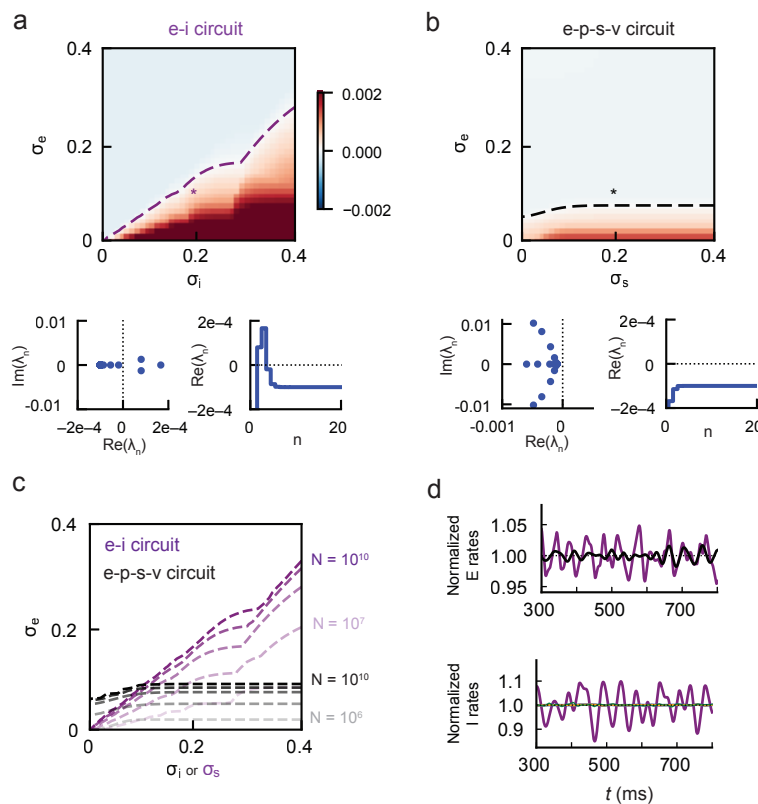 a
e-i circuit
0.4
0.2
0
σe
0 0.2 0.4
σi
*
0.002
0.000
−0.002
b
e-p-s-v circuit
0.4
0.2
0
σe
0 0.2 0.4
σs
*
0.01
0
-0.01
Im(λn)
−2e−4 0 2e−4
Re(λn)
2e−4
0
−2e−4
Re(λn)
0 20
n
0.01
0
-0.01
Im(λn)
-0.001 0
Re(λn)
2e−4
0
−2e−4
Re(λn)
0 20
n
c
e-i circuit
e-p-s-v circuit
0.4
0.2
0
σe
0 0.2 0.4
σi or σs
N = 10¹⁰
N = 10⁷
N = 10¹⁰
N = 10⁶
d
Normalized
E rates
1.05
1.00
0.95
300 500 700
Normalized
I rates
1.1
1.0
0.9
300 500 700
t (ms)